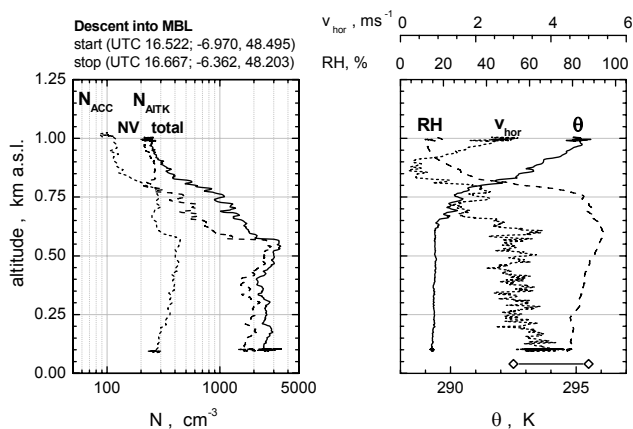 Descent into MBL
start (UTC 16.522; -6.970, 48.495)
stop (UTC 16.667; -6.362, 48.203)
v_hor , ms^-1
0 1 2 3 4 5 6
RH, %
0 20 40 60 80 100
1.25
1.00
0.75
0.50
0.25
0.00
altitude , km a.s.l.
N_ACC N_AITK
NV total
RH v_hor θ
100 1000 5000
N , cm^-3
290 295
θ , K